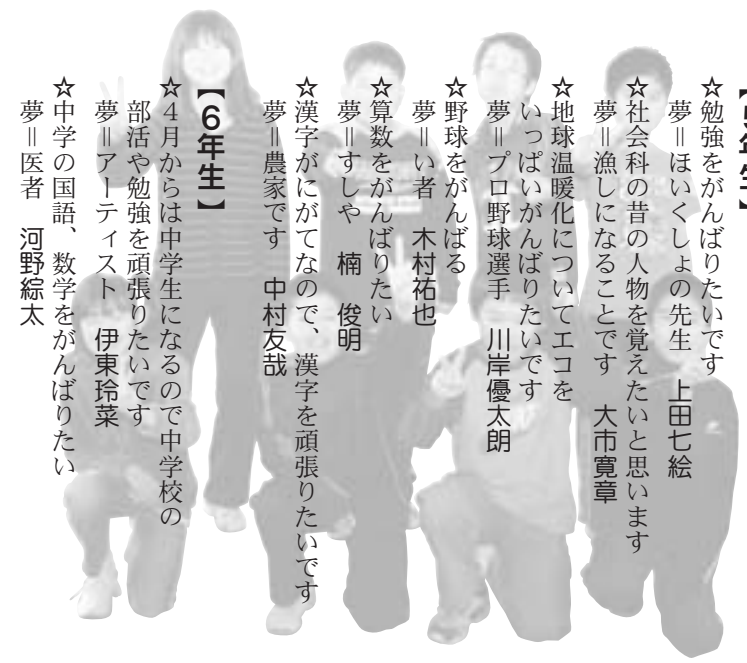 ☆勉強をがんばりたいです
夢＝ほいくしょの先生　上田七絵
☆社会科の昔の人物を覚えたいと思います
夢＝漁しになることです　大市寛章
☆地球温暖化についてエコを
いっぱいがんばりたいです
夢＝プロ野球選手　川岸優太朗
☆野球をがんばる
夢＝い者　木村祐也
☆算数をがんばりたい
夢＝すしや　楠　俊明
☆漢字がにがてなので、漢字を頑張りたいです
夢＝農家です　中村友哉
【６年生】
☆４月からは中学生になるので中学校の
部活や勉強を頑張りたいです
夢＝アーティスト　伊東玲菜
☆中学の国語、数学をがんばりたい
夢＝医者　河野綜太